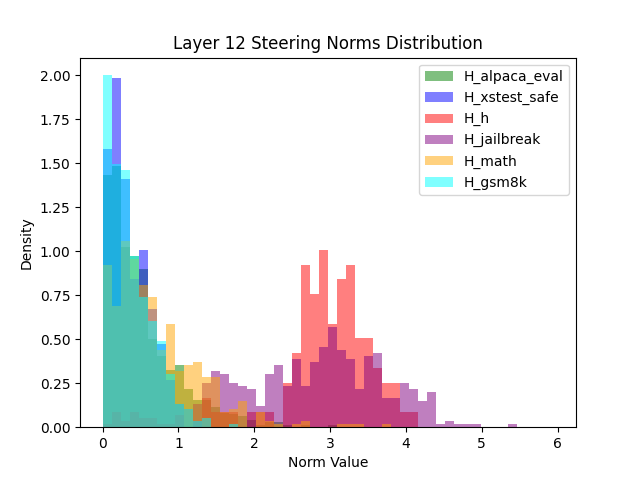 Layer 12 Steering Norms Distribution
H_alpaca_eval
H_xstest_safe
H_h
H_jailbreak
H_math
H_gsm8k
Density
2.00
1.75
1.50
1.25
1.00
0.75
0.50
0.25
0.00
0 1 2 3 4 5 6
Norm Value